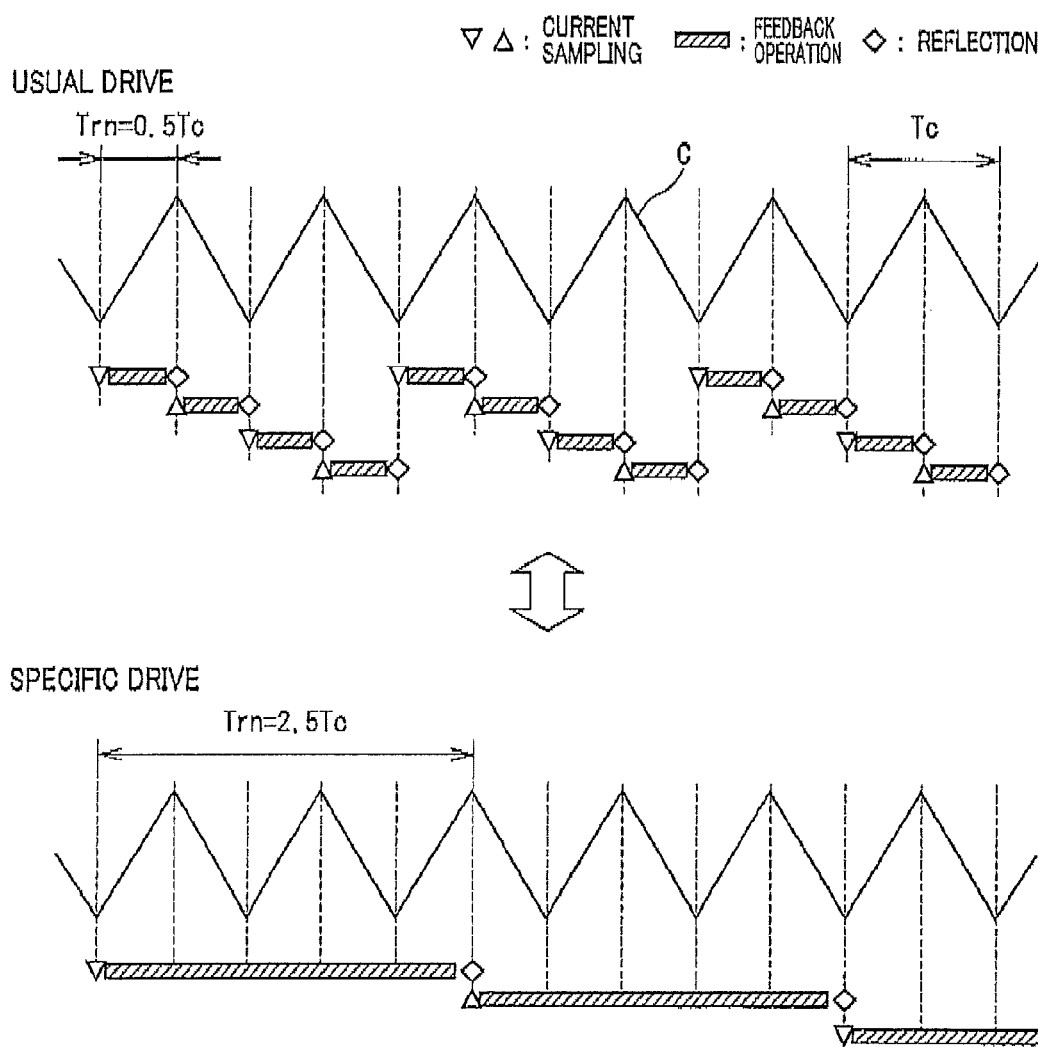 ▽ △ : CURRENT SAMPLING
: FEEDBACK OPERATION
◇ : REFLECTION
USUAL DRIVE
Trn=0.5Tc
Tc
C
SPECIFIC DRIVE
Trn=2.5Tc